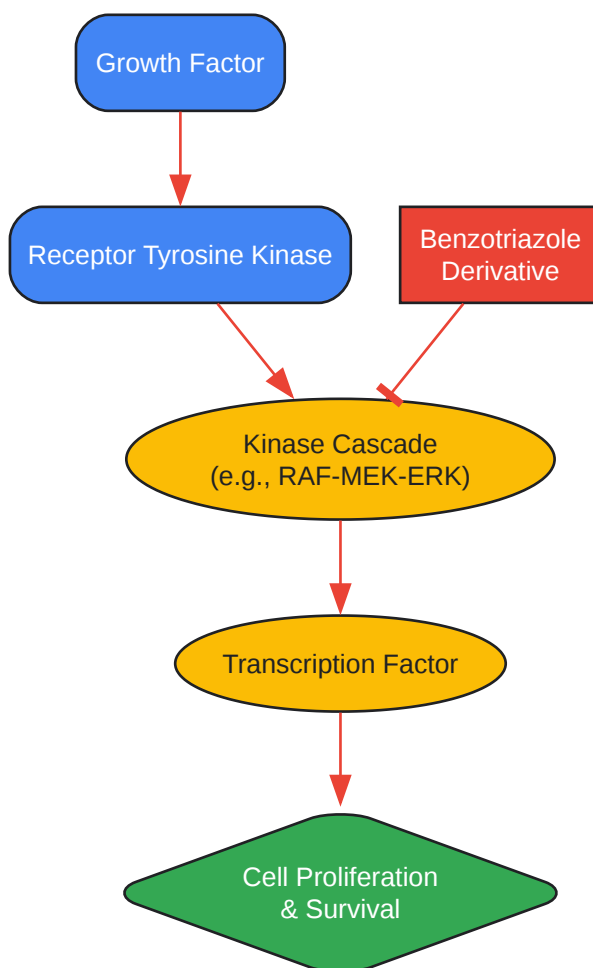 Growth Factor
Receptor Tyrosine Kinase
Benzotriazole
Derivative
Kinase Cascade
(e.g., RAF-MEK-ERK)
Transcription Factor
Cell Proliferation
& Survival